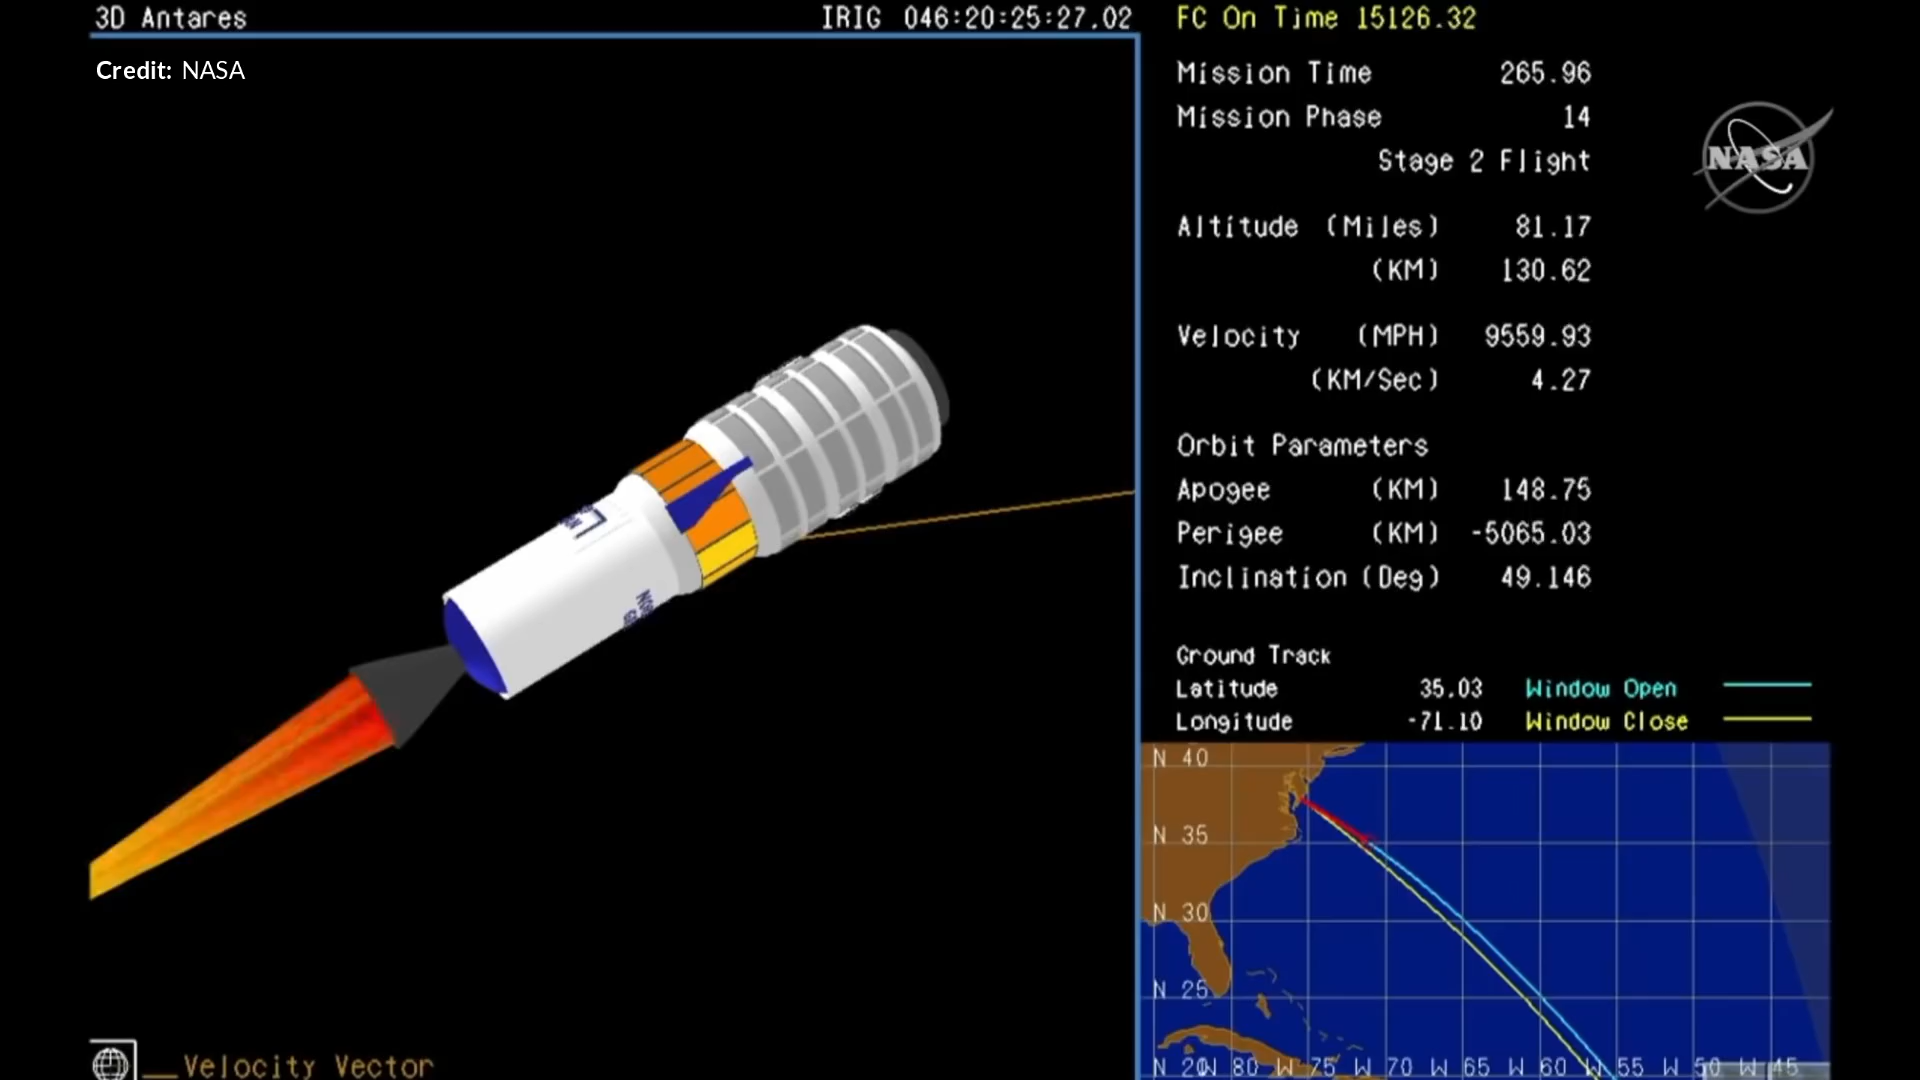 3D Antares
IRIG 046:20:25:27.02
Credit: NASA
FC On Time 15126.32
Mission Time 265.96
Mission Phase 14
Stage 2 Flight
Altitude (Miles) 81.17
(KM) 130.62
Velocity (MPH) 9559.93
(KM/Sec) 4.27
Orbit Parameters
Apogee (KM) 148.75
Perigee (KM) -5065.03
Inclination (Deg) 49.146
Ground Track
Latitude 35.03 Window Open
Longitude -71.10 Window Close
NASA
N 40
N 35
N 30
N 25
N 20 W 80 W 75 W 70 W 65 W 60 W 55 W 50 W 45
Velocity Vector